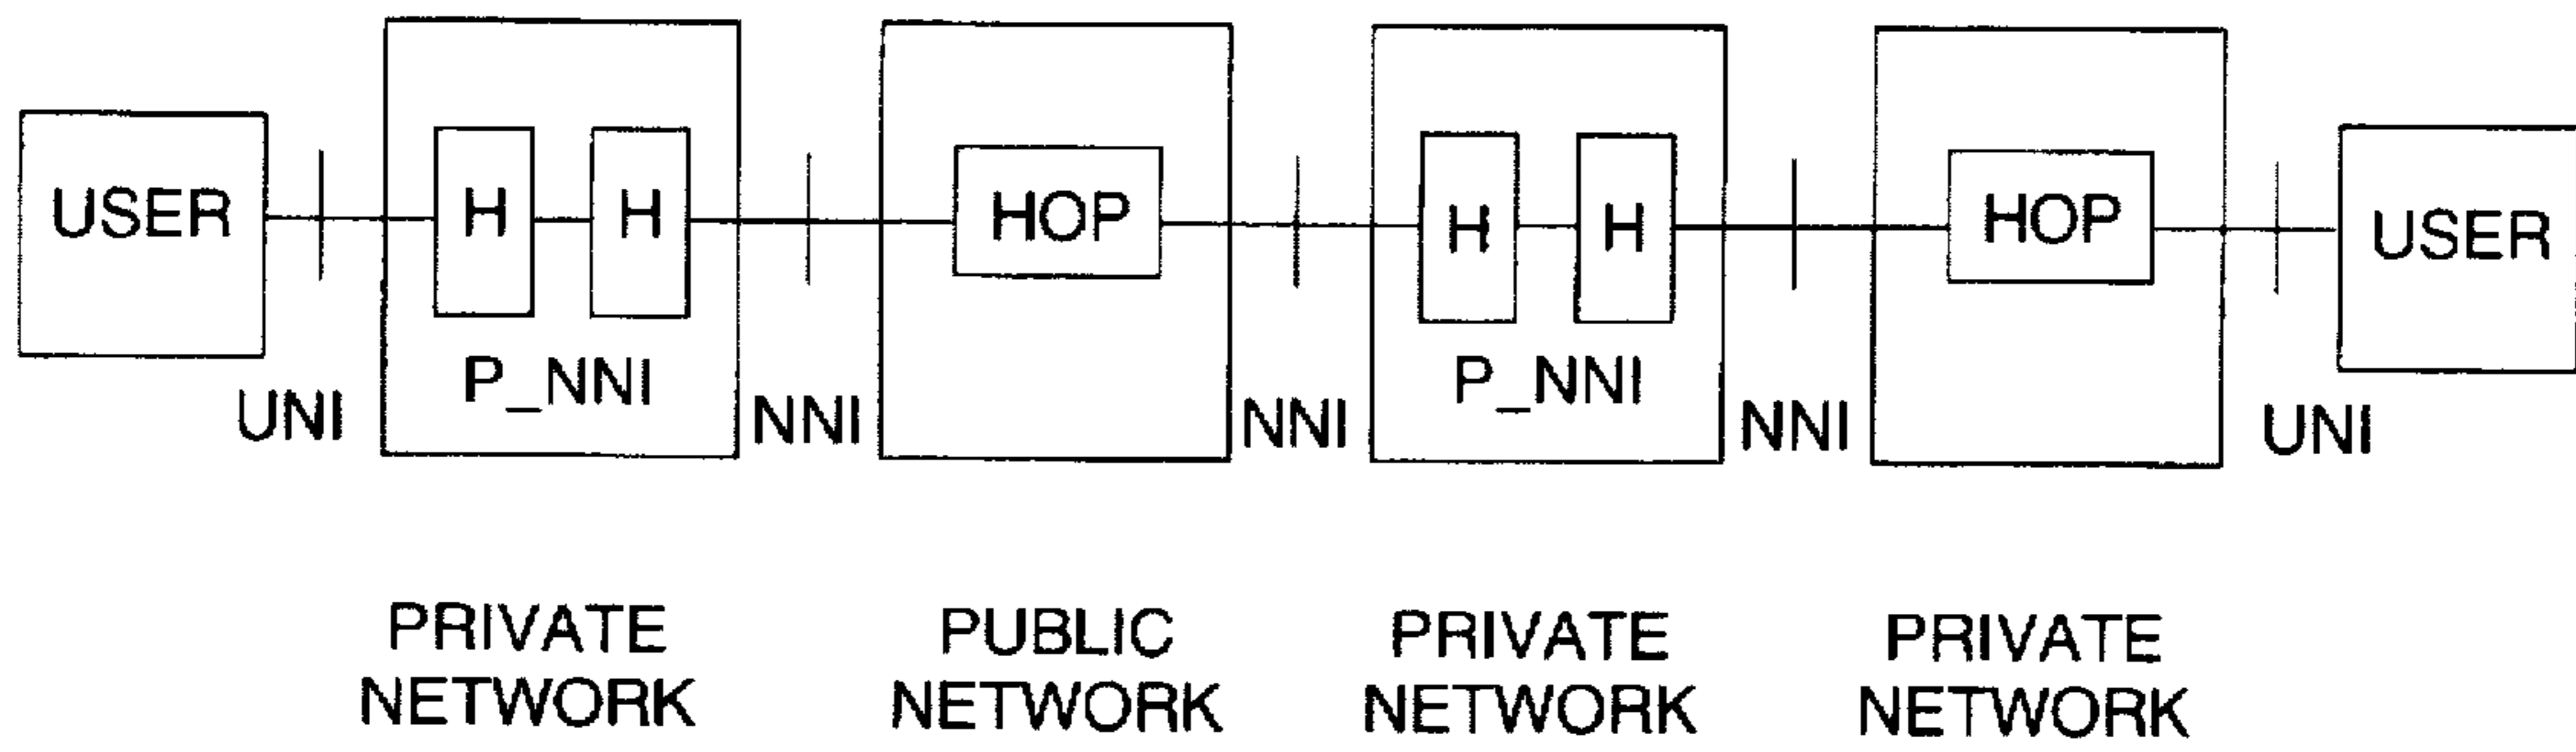 USER
H
H
HOP
H
H
HOP
USER
UNI
P_NNI
NNI
NNI
P_NNI
NNI
UNI
PRIVATE
NETWORK
PUBLIC
NETWORK
PRIVATE
NETWORK
PRIVATE
NETWORK